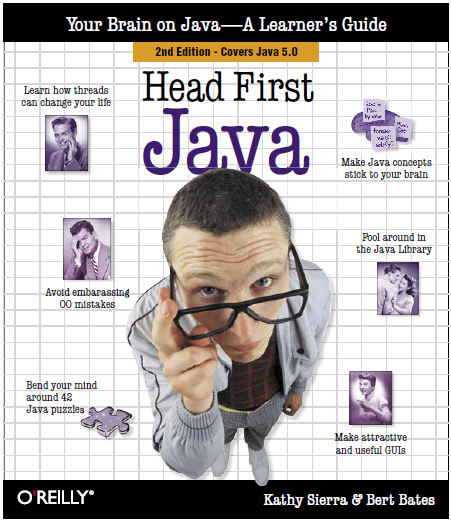 Your Brain on Java—A Learner's Guide
2nd Edition - Covers Java 5.0
Head First
Java
Learn how threads
can change your life
Make Java concepts
stick to your brain
Fool around in
the Java Library
Avoid embarassing
OO mistakes
Bend your mind
around 42
Java puzzles
Make attractive
and useful GUIs
O'REILLY®
Kathy Sierra & Bert Bates